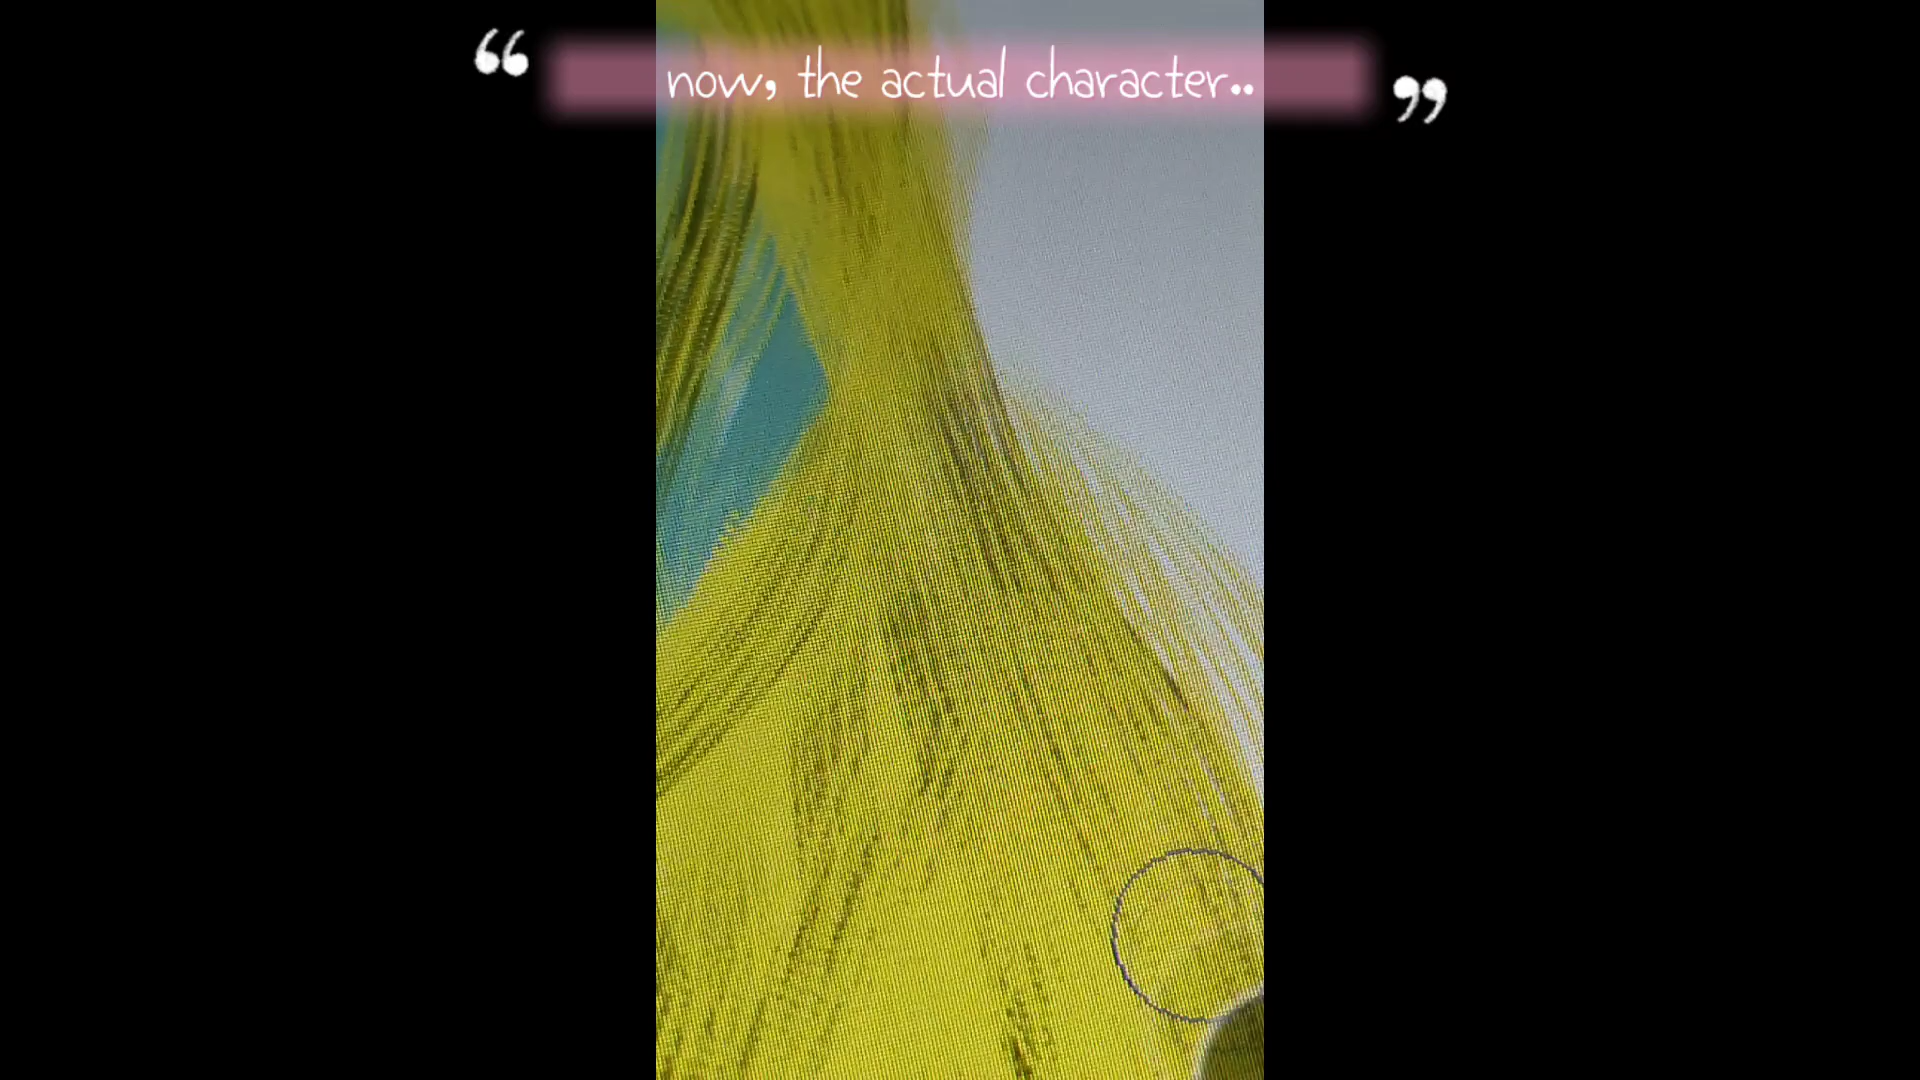 “ now, the actual character.. ”